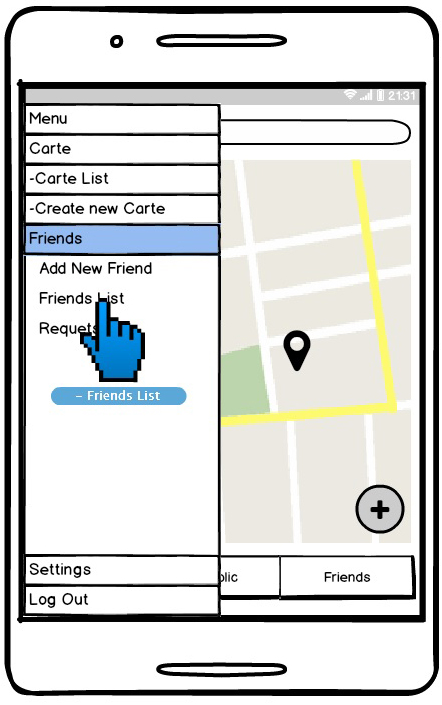 21:31
Menu
Carte
-Carte List
-Create new Carte
Friends
Add New Friend
Friends List
Requets
– Friends List
Settings
Log Out
Friends